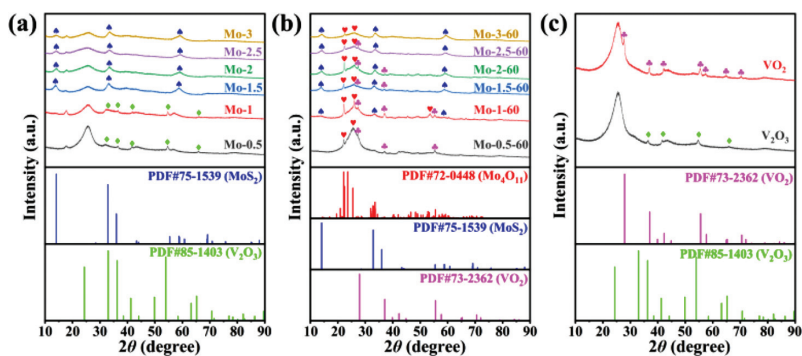 (a)
Mo-3
Mo-2.5
Mo-2
Mo-1.5
Mo-1
Mo-0.5
PDF#75-1539 (MoS₂)
PDF#85-1403 (V₂O₃)
Intensity (a.u.)
10 20 30 40 50 60 70 80 90
2θ (degree)
(b)
Mo-3-60
Mo-2.5-60
Mo-2-60
Mo-1.5-60
Mo-1-60
Mo-0.5-60
PDF#72-0448 (Mo₄O₁₁)
PDF#75-1539 (MoS₂)
PDF#73-2362 (VO₂)
Intensity (a.u.)
10 20 30 40 50 60 70 80 90
2θ (degree)
(c)
VO₂
V₂O₃
PDF#73-2362 (VO₂)
PDF#85-1403 (V₂O₃)
Intensity (a.u.)
10 20 30 40 50 60 70 80 90
2θ (degree)